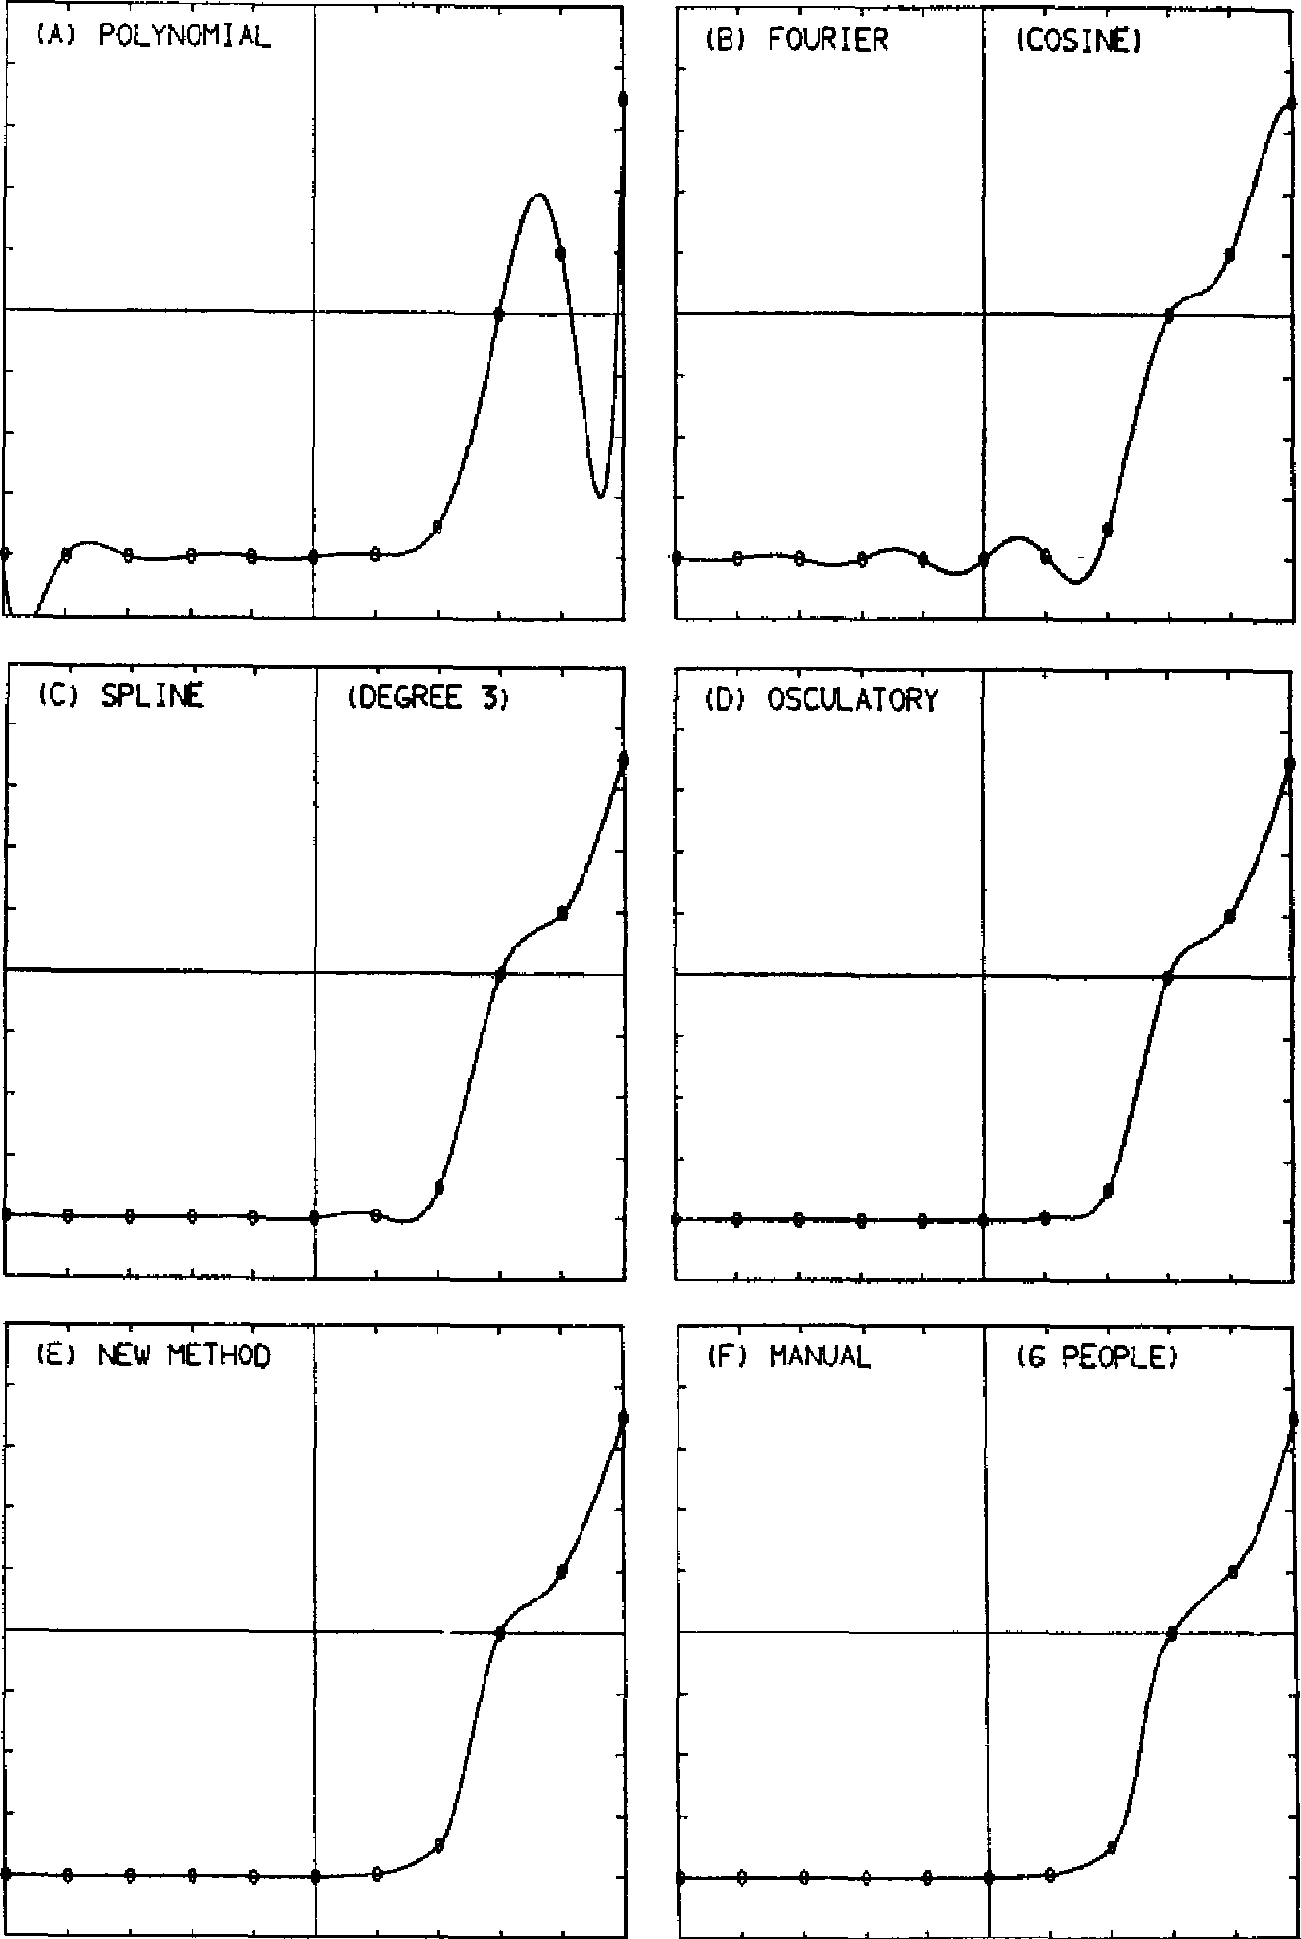 (A) POLYNOMIAL
(B) FOURIER (COSINE)
(C) SPLINE (DEGREE 3)
(D) OSCULATORY
(E) NEW METHOD
(F) MANUAL (6 PEOPLE)